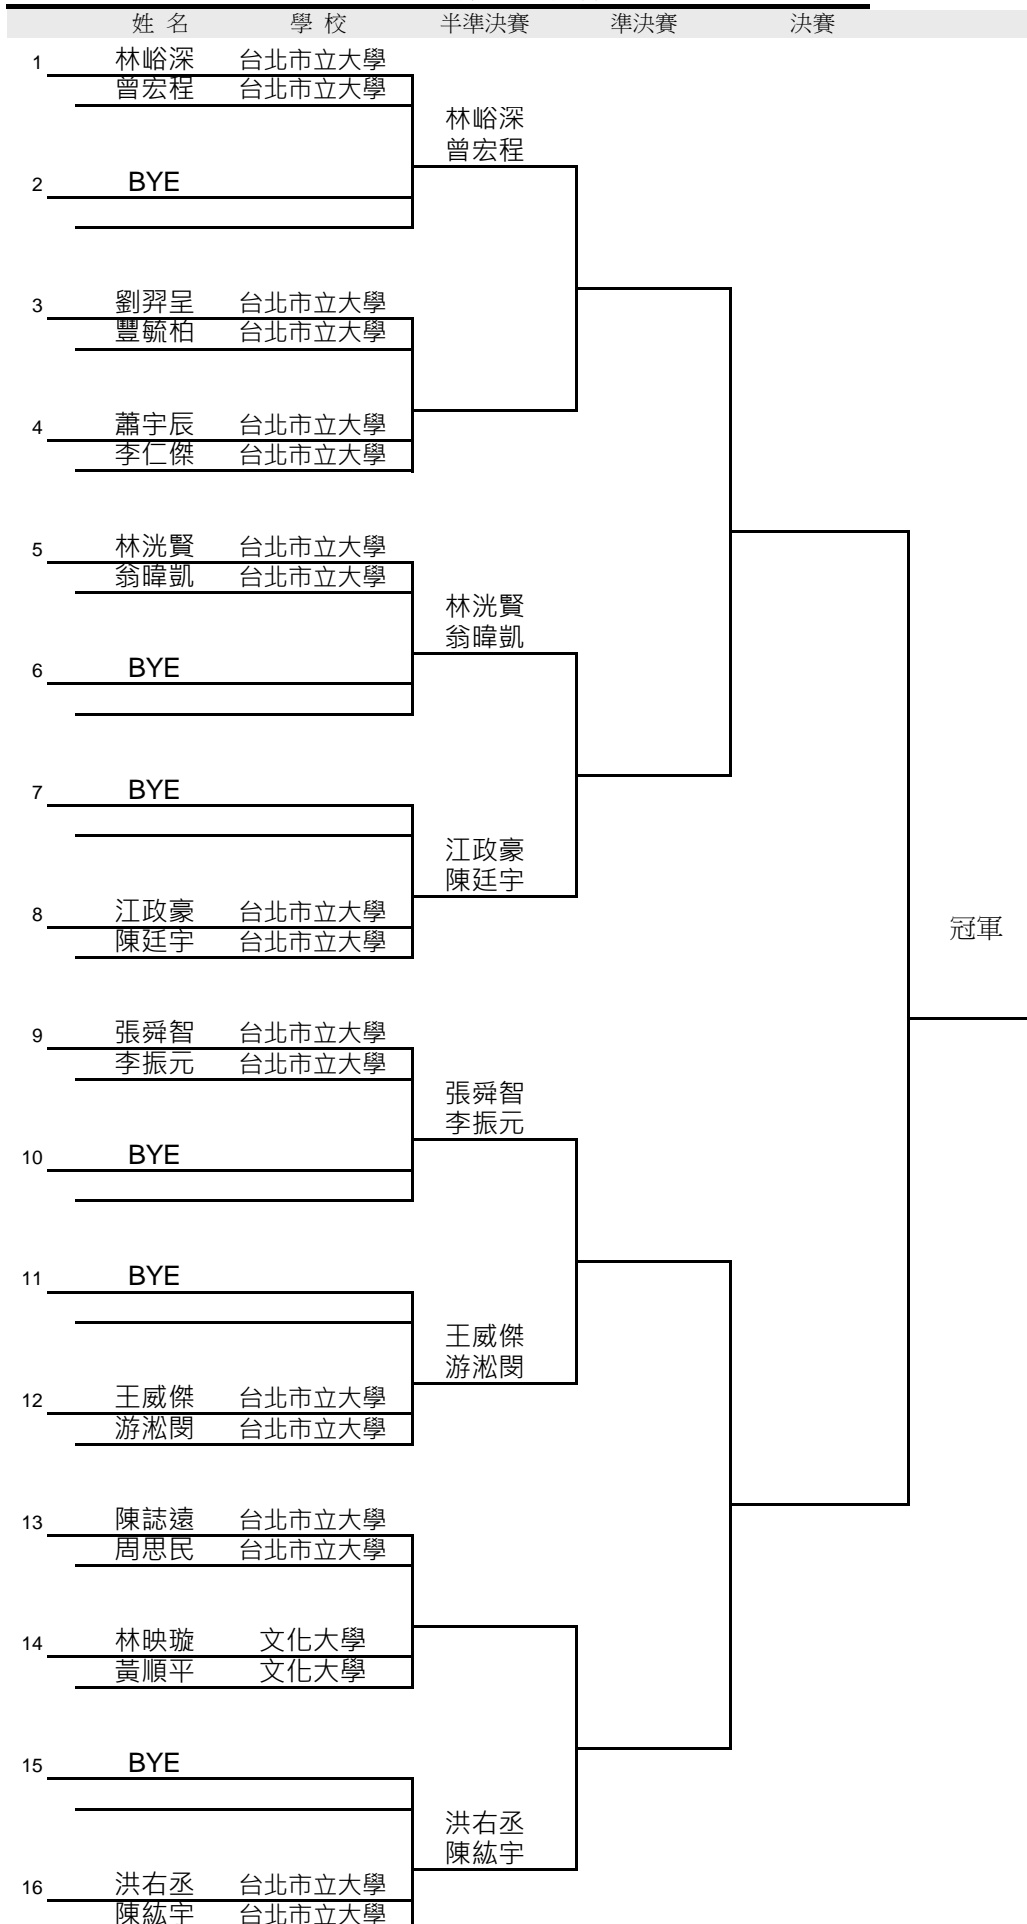 姓 名 學 校 半準決賽 準決賽 決賽
1 林峪深 台北市立大學
曾宏程 台北市立大學
林峪深
曾宏程
2 BYE
3 劉羿呈 台北市立大學
豐毓柏 台北市立大學
4 蕭宇辰 台北市立大學
李仁傑 台北市立大學
5 林洸賢 台北市立大學
翁暐凱 台北市立大學
林洸賢
翁暐凱
6 BYE
7 BYE
江政豪
陳廷宇
8 江政豪 台北市立大學
陳廷宇 台北市立大學
冠軍
9 張舜智 台北市立大學
李振元 台北市立大學
張舜智
李振元
10 BYE
11 BYE
王威傑
游淞閔
12 王威傑 台北市立大學
游淞閔 台北市立大學
13 陳誌遠 台北市立大學
周思民 台北市立大學
14 林映璇 文化大學
黃順平 文化大學
15 BYE
洪右丞
陳紘宇
16 洪右丞 台北市立大學
陳紘宇 台北市立大學